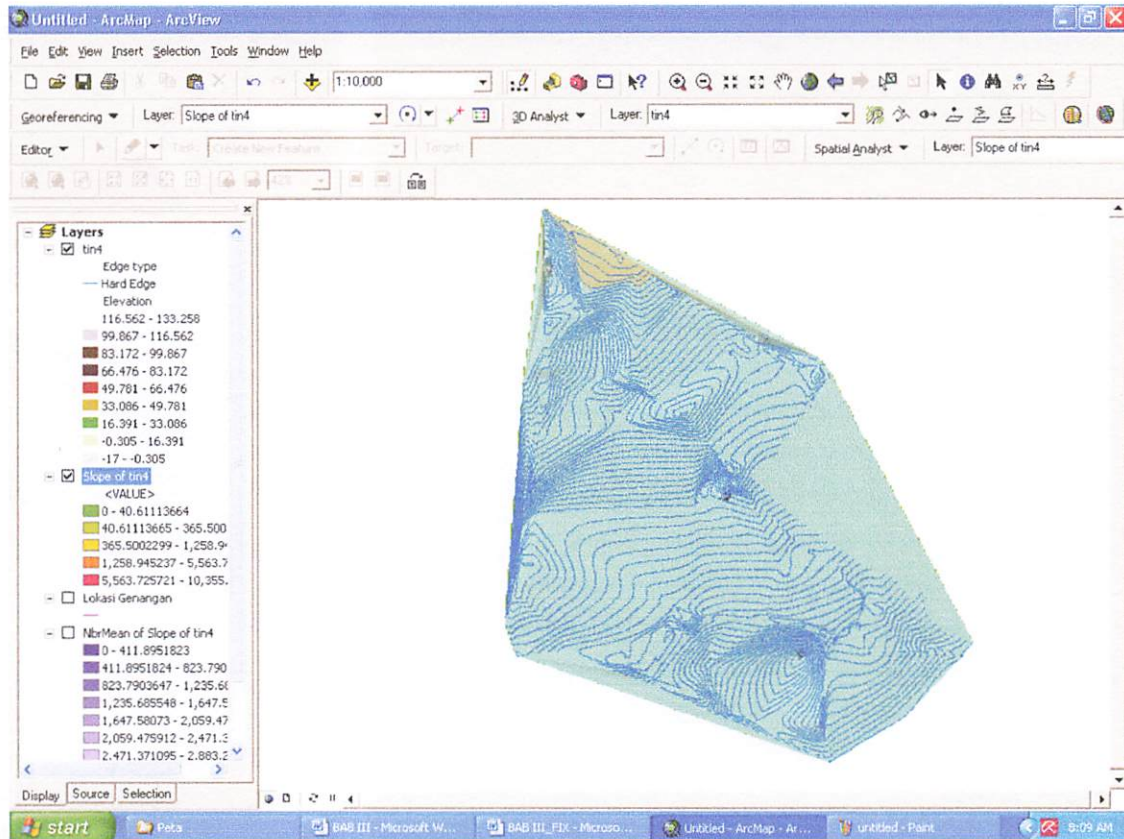 Untitled - ArcMap - ArcView
File Edit View Insert Selection Tools Window Help
1:10,000
Georeferencing Layer: Slope of tin4 3D Analyst Layer: tin4
Editor Task: Create New Feature Target: Spatial Analyst Layer: Slope of tin4
Layers
tin4
Edge type
Hard Edge
Elevation
116.562 - 133.258
99.867 - 116.562
83.172 - 99.867
66.476 - 83.172
49.781 - 66.476
33.086 - 49.781
16.391 - 33.086
-0.305 - 16.391
-17 - -0.305
Slope of tin4
<VALUE>
0 - 40.61113664
40.61113665 - 365.500
365.5002299 - 1,258.9
1,258.945237 - 5,563.7
5,563.725721 - 10,355.
Lokasi Genangan
NbrMean of Slope of tin4
0 - 411.8951823
411.8951824 - 823.790
823.7903647 - 1,235.68
1,235.685548 - 1,647.5
1,647.58073 - 2,059.47
2,059.475912 - 2,471.3
2,471.371095 - 2,883.2
Display Source Selection
start Peta BAB III - Microsoft W... BAB III_FIX - Microso... Untitled - ArcMap - Ar... untitled - Paint 8:09 AM